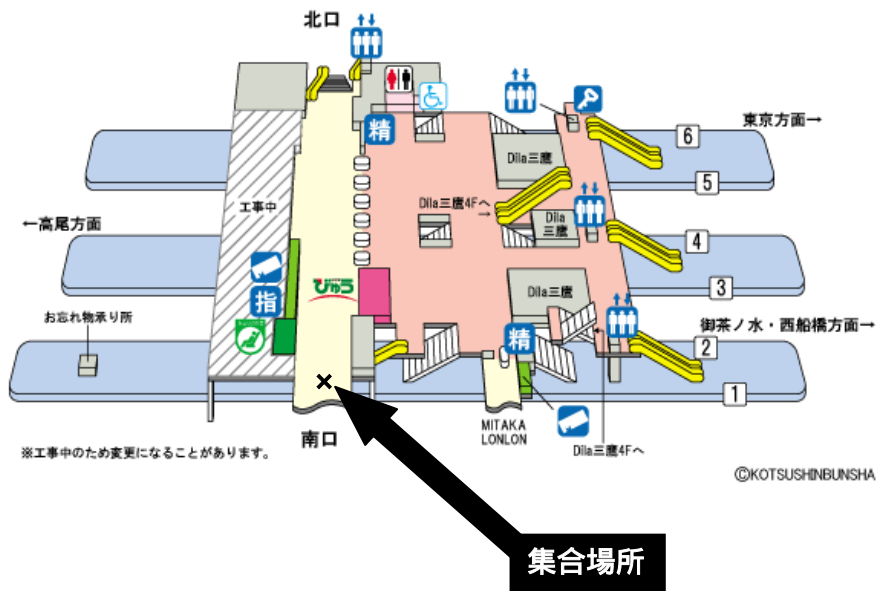 北口
精
東京方面→
6
5
Dila三鷹
工事中
Dila三鷹4Fへ
→
Dila
三鷹
←高尾方面
4
3
びゅう
指
Dila三鷹
お忘れ物承り所
御茶ノ水・西船橋方面→
精
2
1
南口
MITAKA
LONLON
Dila三鷹4Fへ
※工事中のため変更になることがあります。
©KOTSUSHINBUNSHA
集合場所